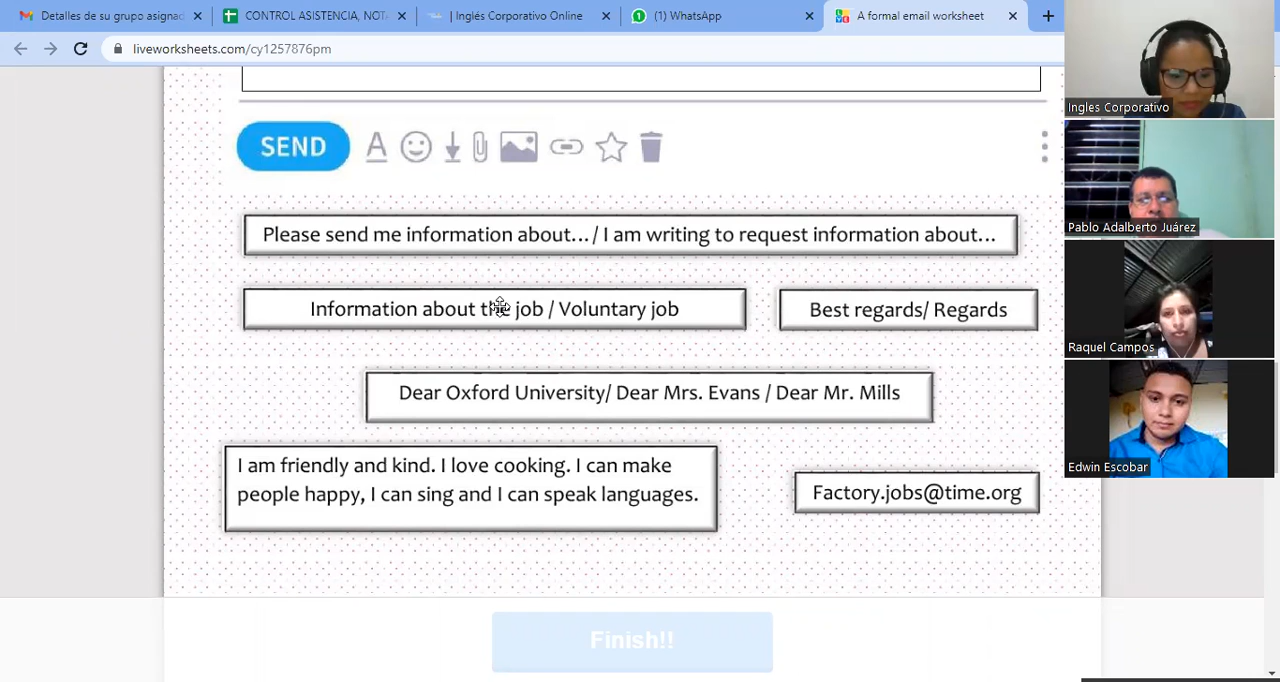 Detalles de su grupo asignad
CONTROL ASITENCIA, NOTA
| Inglés Corporativo Online
(1) WhatsApp
A formal email worksheet
liveworksheets.com/cy1257876pm
SEND
Please send me information about.../ I am writing to request information about...
Information about the job / Voluntary job
Best regards/ Regards
Dear Oxford University/ Dear Mrs. Evans / Dear Mr. Mills
I am friendly and kind. I love cooking. I can make
people happy, I can sing and I can speak languages.
Factory.jobs@time.org
Finish!!
Ingles Corporativo
Pablo Adalberto Juárez
Raquel Campos
Edwin Escobar